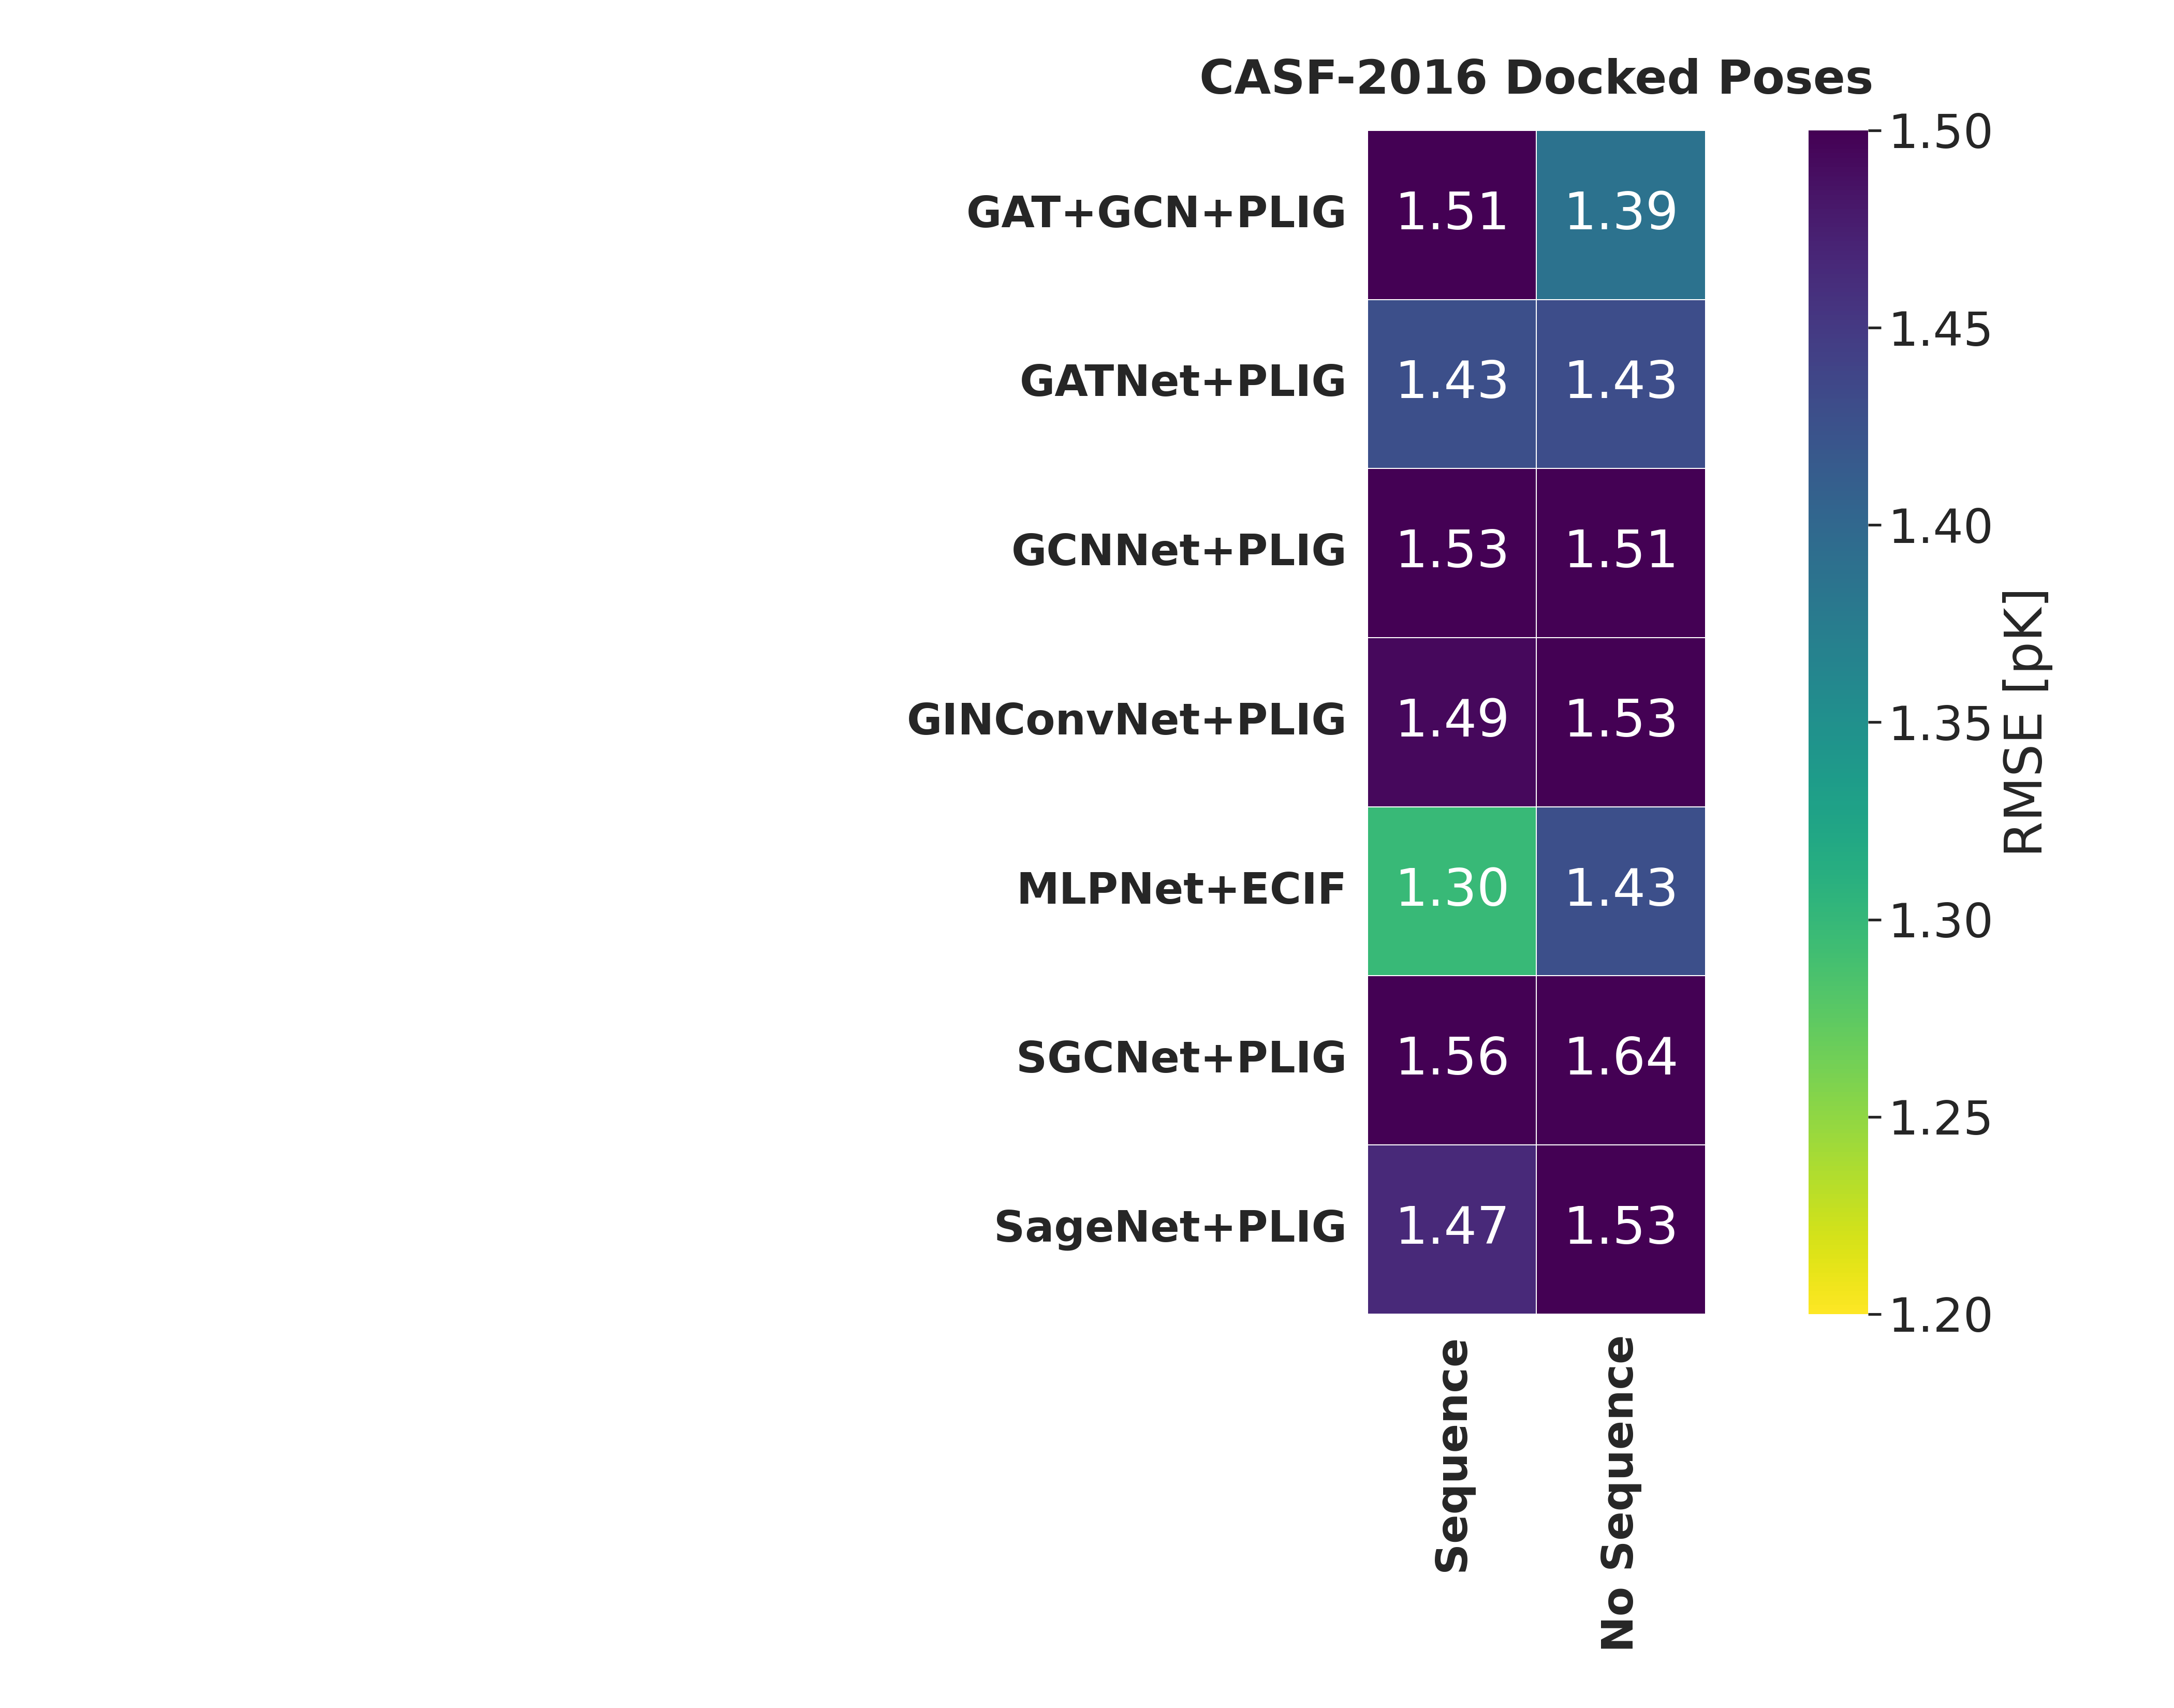 CASF-2016 Docked Poses
GAT+GCN+PLIG 1.51 1.39
GATNet+PLIG 1.43 1.43
GCNNet+PLIG 1.53 1.51
GINConvNet+PLIG 1.49 1.53
MLPNet+ECIF 1.30 1.43
SGCNet+PLIG 1.56 1.64
SageNet+PLIG 1.47 1.53
Sequence
No Sequence
1.50
1.45
1.40
1.35
1.30
1.25
1.20
RMSE [pK]